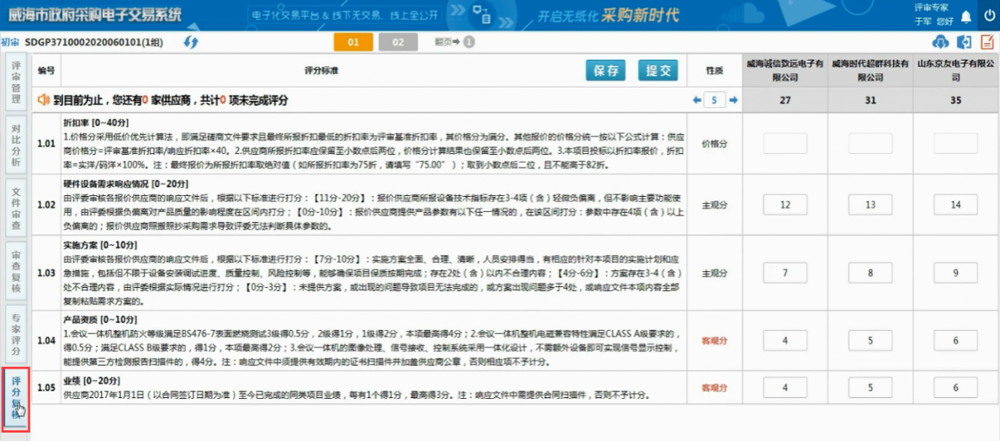 威海市政府采购电子交易系统
电子化交易平台 & 线下无交易、线上全公开
开启无纸化 采购新时代
评审专家
于军 您好
初审 SDGP3710002020060101(1组)
01
02
翻页 1
评审管理
对比分析
文件审查
审查复核
专家评分
评分复核
编号
评分标准
保存
提交
性质
威海诚信致远电子有
限公司
威海时代超群科技有
限公司
山东京友电子有限公
司
到目前为止，您还有0 家供应商，共计0 项未完成评分
5
27
31
35
1.01
折扣率 [0~40分]
1.价格分采用低价优先计算法，即满足磋商文件要求且最终所报折扣最低的折扣率为评审基准折扣率，其价格分为满分。其他报价的价格分统一按以下公式计算：供应
商价格分=评审基准折扣率/响应折扣率×40。2.供应商所报折扣率应保留至小数点后两位，价格分计算结果也保留至小数点后两位。3.本项目投标以折扣率报价，折扣
率=实洋/码洋×100%。注：最终报价为所报折扣率取绝对值（如所报折扣率为75折，请填写“75.00”）；取到小数点后二位，且不能高于82折。
价格分
1.02
硬件设备需求响应情况 [0~20分]
由评委审核各报价供应商的响应文件后，根据以下标准进行打分：【11分-20分】：报价供应商所报设备技术指标存在3-4项（含）轻微负偏离，但不影响主要功能使
用，由评委根据负偏离对产品质量的影响程度在区间内打分；【0分-10分】：报价供应商提供产品参数有以下任一情况的，在该区间打分：参数中存在4项（含）以上
负偏离的；报价供应商照搬照抄采购需求导致评委无法判断具体参数的。
主观分
12
13
14
1.03
实施方案 [0~10分]
由评委审核各报价供应商的响应文件后，根据以下标准进行打分：【7分-10分】：实施方案全面、合理、清晰，人员安排得当，有相应的针对本项目的实施计划和应
急措施，包括但不限于设备安装调试进度、质量控制、风险控制等，能够确保项目保质按期完成；存在2处（含）以内不合理内容；【4分-6分】：方案存在3-4（含）
处不合理内容，由评委根据实际情况进行打分；【0分-3分】：未提供方案，或出现的问题导致项目无法完成的，或方案出现问题多于4处，或响应文件本项内容全部
复制粘贴需求方案的。
主观分
7
8
9
1.04
产品资质 [0~10分]
1.会议一体机整机防火等级满足BS476-7表面燃烧测试3级得0.5分，2级得1分，1级得2分，本项最高得4分；2.会议一体机整机电磁兼容特性满足CLASS A级要求的，
得0.5分；满足CLASS B级要求的，得1分，本项最高得2分；3.会议一体机的图像处理、信号接收、控制系统采用一体化设计，不需额外设备即可实现信号显示控制，
能提供第三方检测报告扫描件的，得4分。注：响应文件中须提供有效期内的证书扫描件并加盖供应商公章，否则相应项不予计分。
客观分
4
5
6
1.05
业绩 [0~20分]
供应商2017年1月1日（以合同签订日期为准）至今已完成的同类项目业绩，每有1个得1分，最高得3分。注：响应文件中需提供合同扫描件，否则不予计分。
客观分
4
5
6